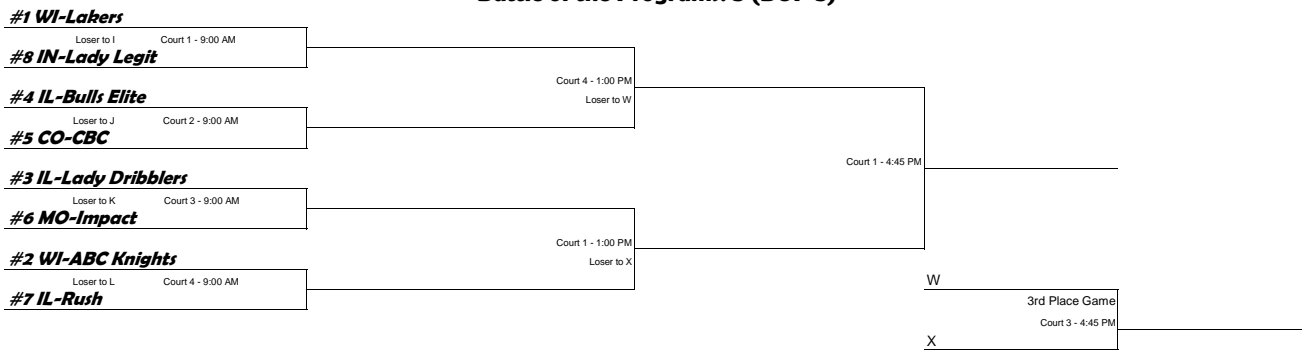 #1 WI-Lakers
Loser to I Court 1 - 9:00 AM
#8 IN-Lady Legit
Court 4 - 1:00 PM
#4 IL-Bulls Elite
Loser to W
Loser to J Court 2 - 9:00 AM
#5 CO-CBC
Court 1 - 4:45 PM
#3 IL-Lady Dribblers
Loser to K Court 3 - 9:00 AM
#6 MO-Impact
Court 1 - 1:00 PM
#2 WI-ABC Knights
Loser to X
Loser to L Court 4 - 9:00 AM
W
#7 IL-Rush
3rd Place Game
Court 3 - 4:45 PM
X